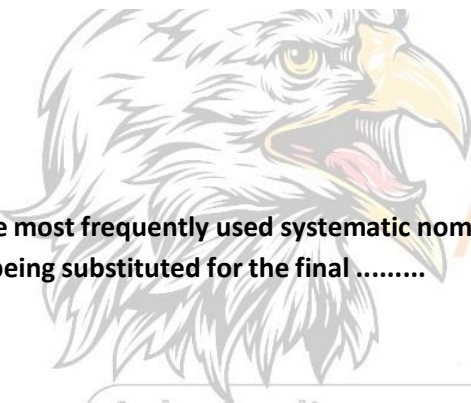 e most frequently used systematic nom
being substituted for the final .........